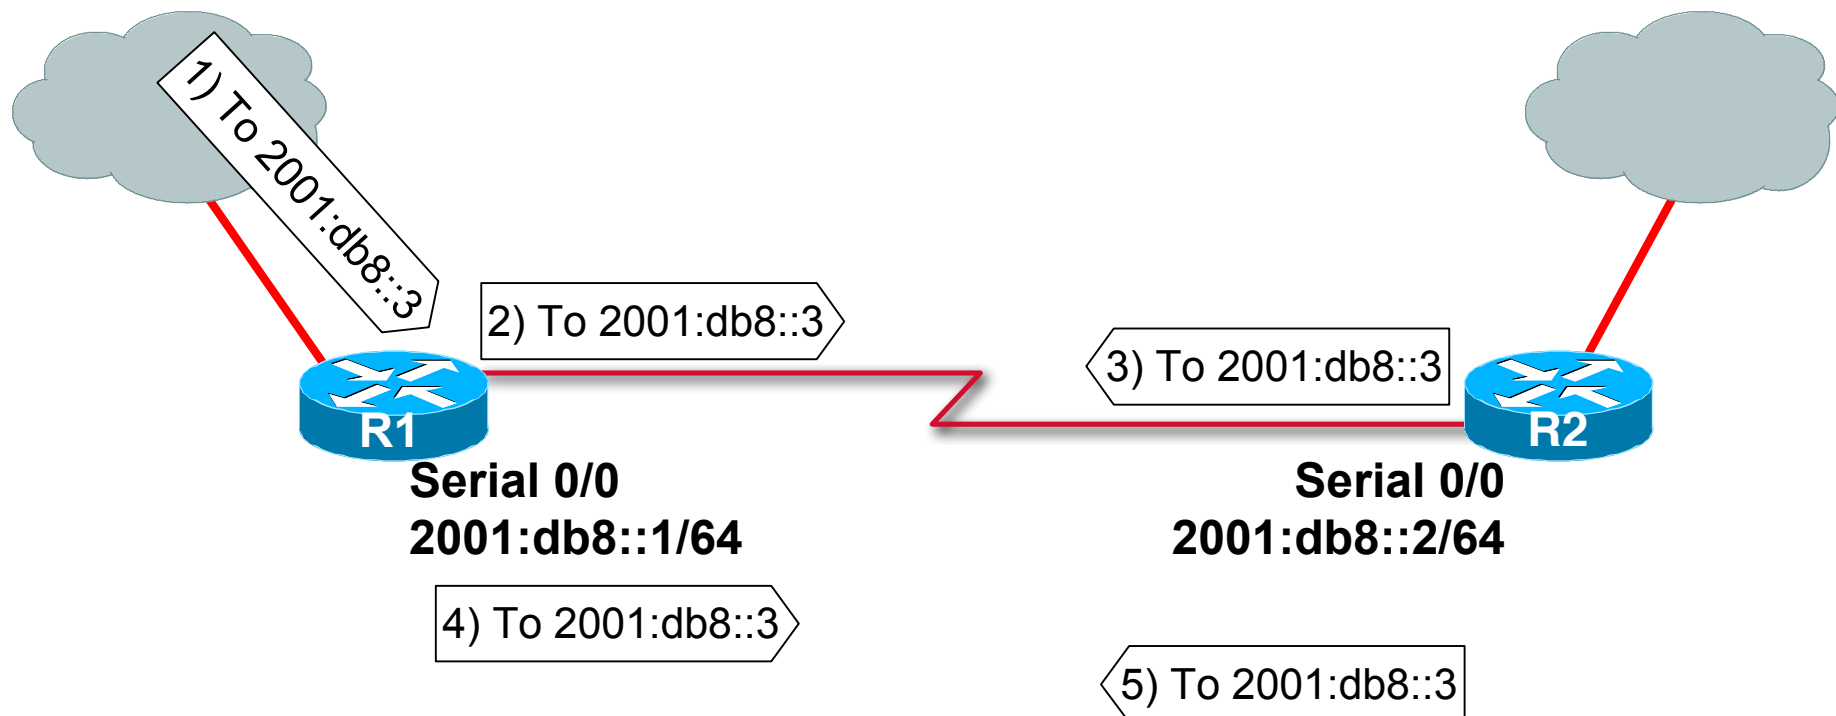 1) To 2001:db8::3
2) To 2001:db8::3
3) To 2001:db8::3
R1
R2
Serial 0/0
2001:db8::1/64
Serial 0/0
2001:db8::2/64
4) To 2001:db8::3
5) To 2001:db8::3